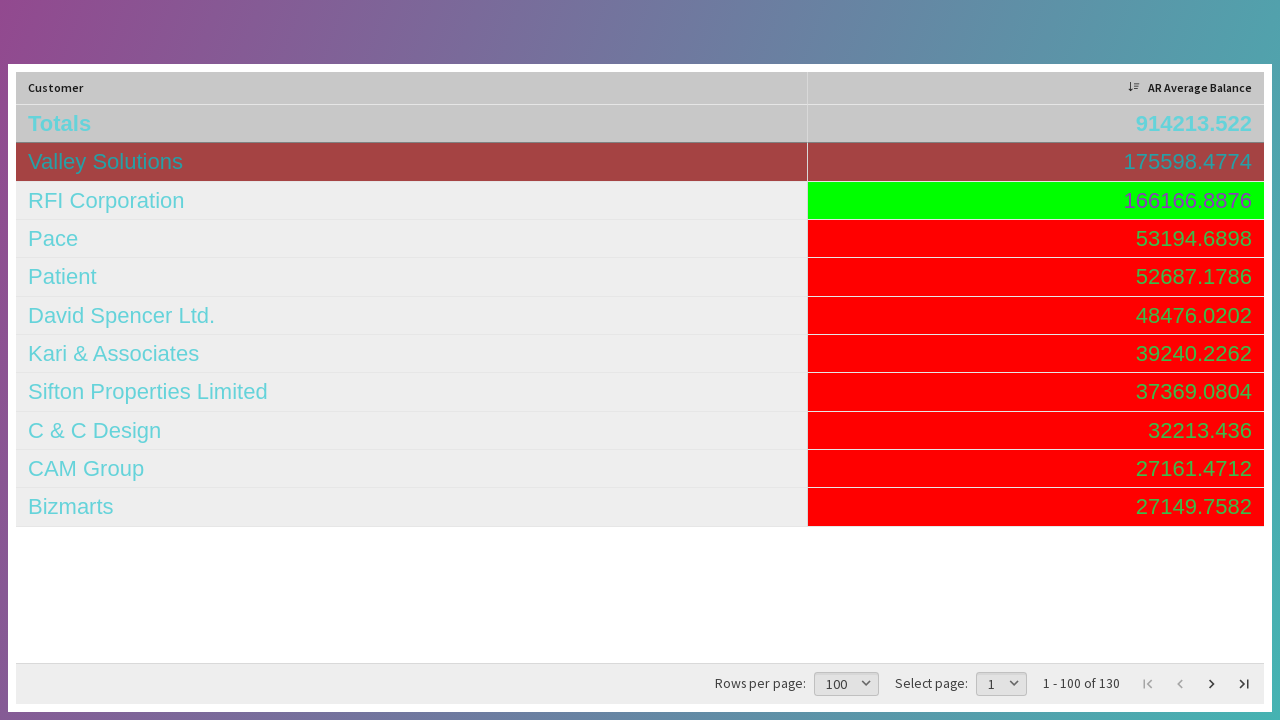 Customer AR Average Balance
Totals 914213.522
Valley Solutions 175598.4774
RFI Corporation 166166.8876
Pace 53194.6898
Patient 52687.1786
David Spencer Ltd. 48476.0202
Kari & Associates 39240.2262
Sifton Properties Limited 37369.0804
C & C Design 32213.436
CAM Group 27161.4712
Bizmarts 27149.7582
Rows per page: 100 Select page: 1 1 - 100 of 130